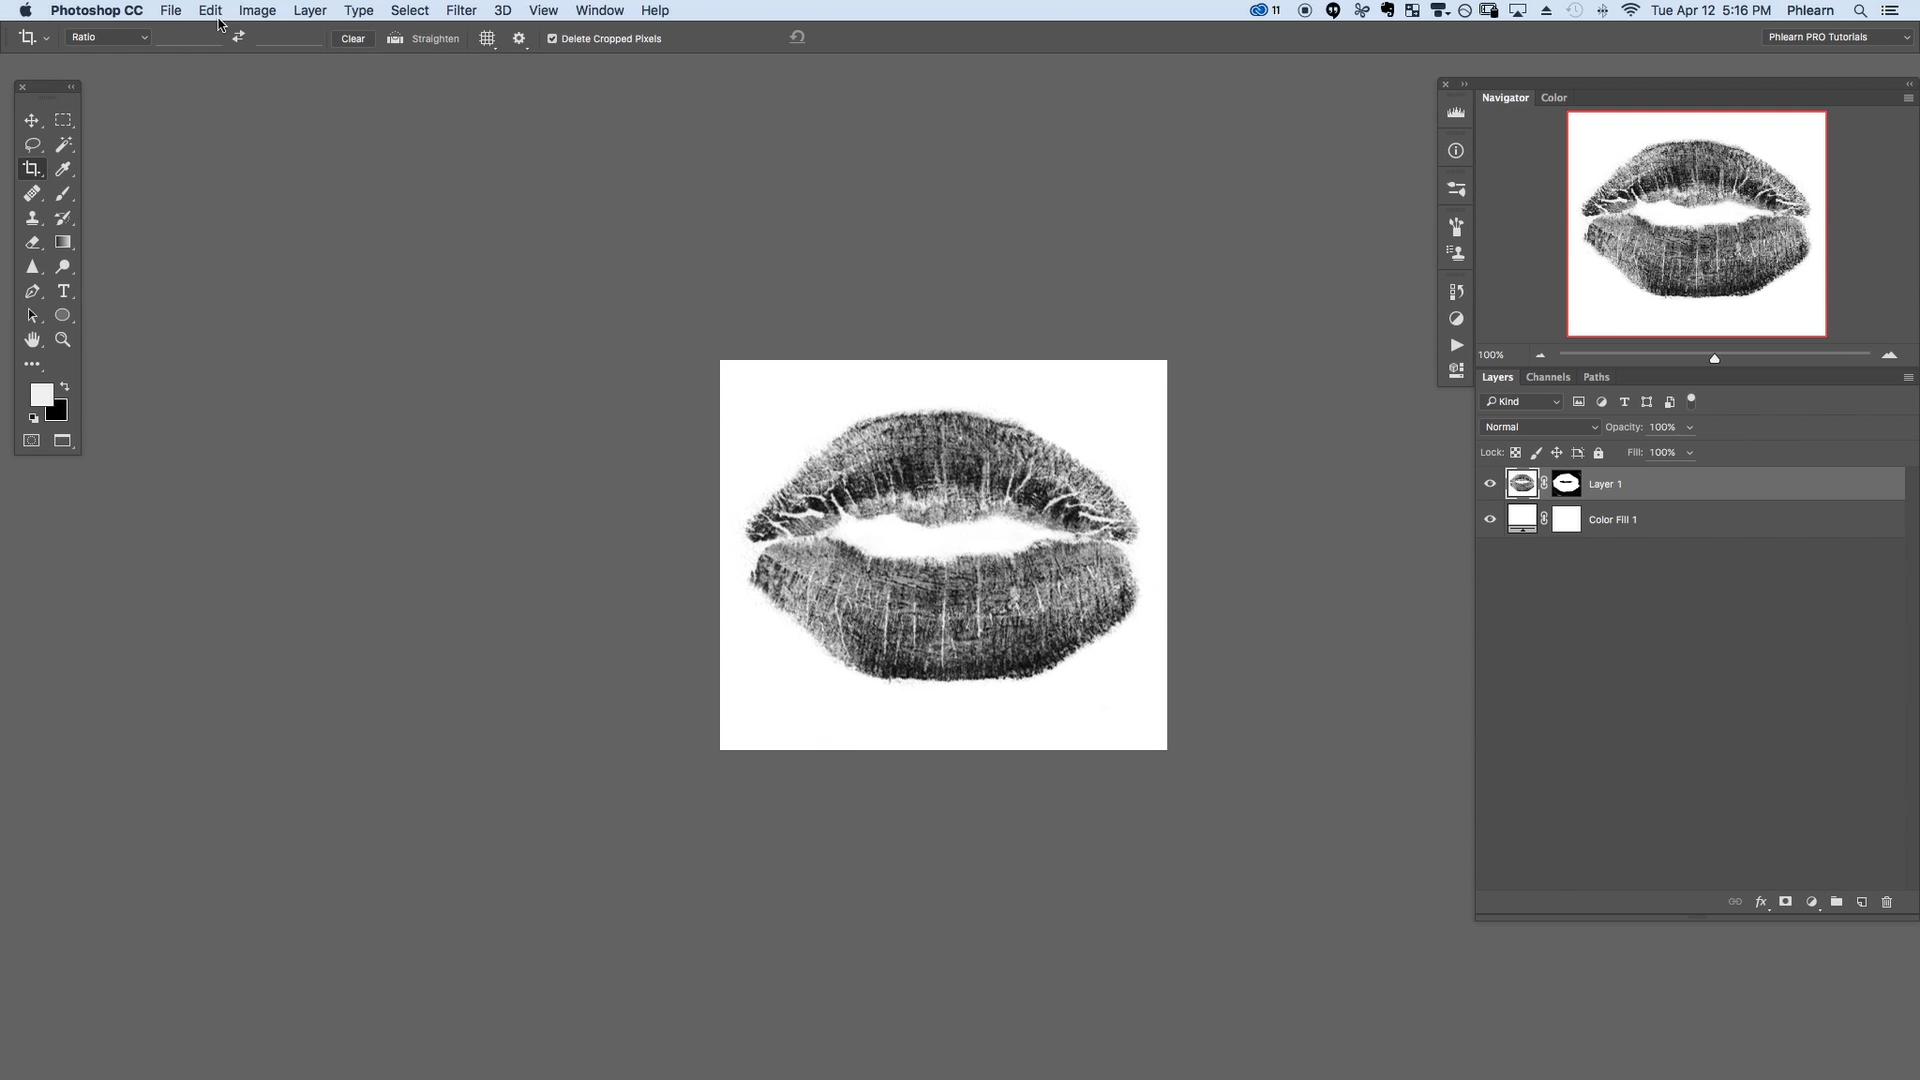 Photoshop CC File Edit Image Layer Type Select Filter 3D View Window Help 11 Tue Apr 12 5:16 PM Phlearn
Ratio Clear Straighten Delete Cropped Pixels Phlearn PRO Tutorials
Navigator Color
100%
Layers Channels Paths
Kind T
Normal Opacity: 100%
Lock: Fill: 100%
Layer 1
Color Fill 1
fx
T